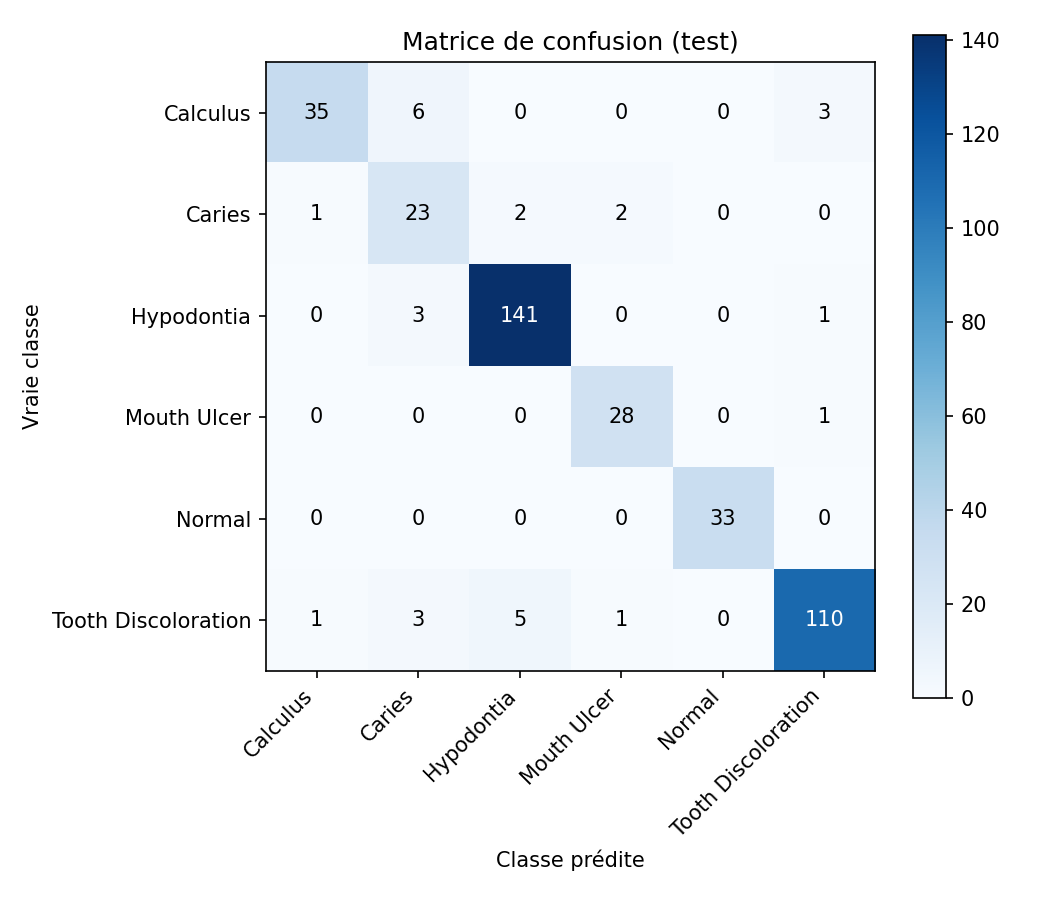 Matrice de confusion (test)
Vraie classe
Calculus 35 6 0 0 0 3
Caries 1 23 2 2 0 0
Hypodontia 0 3 141 0 0 1
Mouth Ulcer 0 0 0 28 0 1
Normal 0 0 0 0 33 0
Tooth Discoloration 1 3 5 1 0 110
Calculus
Caries
Hypodontia
Mouth Ulcer
Normal
Tooth Discoloration
Classe prédite
140
120
100
80
60
40
20
0